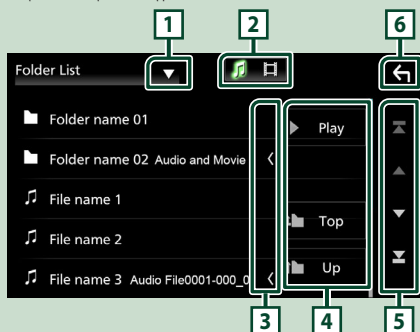 1
2
6
Folder List
Folder name 01
Play
Folder name 02 Audio and Movie
File name 1
File name 2
Top
File name 3 Audio File0001-000_0
Up
3
4
5